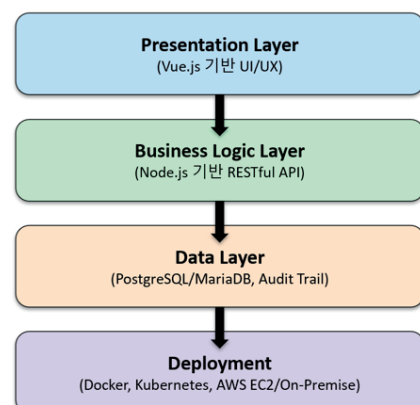 Presentation Layer
(Vue.js 기반 UI/UX)
Business Logic Layer
(Node.js 기반 RESTful API)
Data Layer
(PostgreSQL/MariaDB, Audit Trail)
Deployment
(Docker, Kubernetes, AWS EC2/On-Premise)